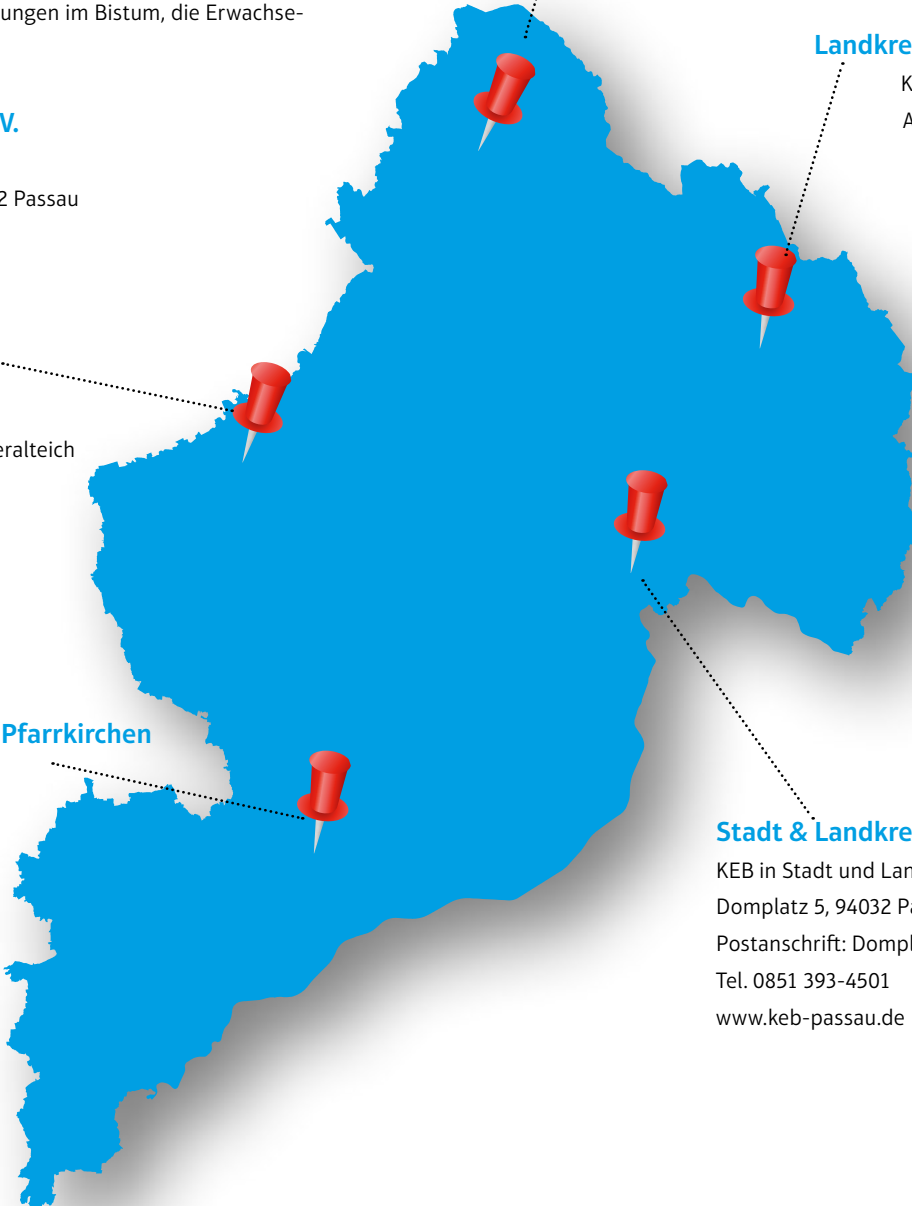 ungen im Bistum, die Erwachse-
V.
2 Passau
eralteich
Pfarrkirchen
Landkre
K
A
Stadt & Landkre
KEB in Stadt und Lan
Domplatz 5, 94032 Pa
Postanschrift: Dompl
Tel. 0851 393-4501
www.keb-passau.de